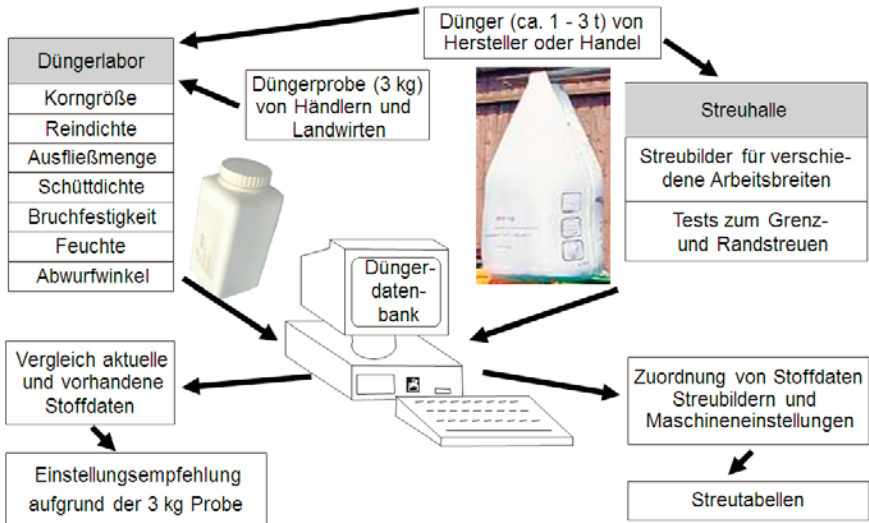 Dünger (ca. 1 - 3 t) von
Hersteller oder Handel
Düngerlabor
Korngröße
Reindichte
Ausfließmenge
Schüttdichte
Bruchfestigkeit
Feuchte
Abwurfwinkel
Düngerprobe (3 kg)
von Händlern und
Landwirten
Streuhalle
Streubilder für verschie-
dene Arbeitsbreiten
Tests zum Grenz-
und Randstreuen
Dünger-
daten-
bank
Vergleich aktuelle
und vorhandene
Stoffdaten
Einstellungsempfehlung
aufgrund der 3 kg Probe
Zuordnung von Stoffdaten
Streubildern und
Maschineneinstellungen
Streutabellen